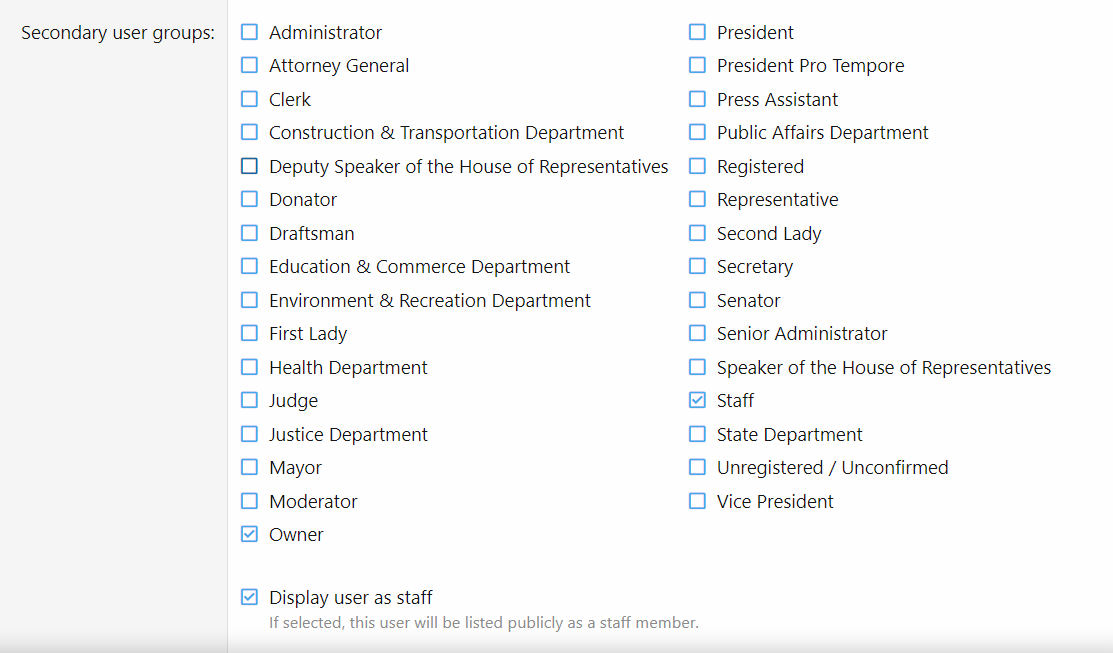 Secondary user groups:
Administrator
Attorney General
Clerk
Construction & Transportation Department
Deputy Speaker of the House of Representatives
Donator
Draftsman
Education & Commerce Department
Environment & Recreation Department
First Lady
Health Department
Judge
Justice Department
Mayor
Moderator
Owner
President
President Pro Tempore
Press Assistant
Public Affairs Department
Registered
Representative
Second Lady
Secretary
Senator
Senior Administrator
Speaker of the House of Representatives
Staff
State Department
Unregistered / Unconfirmed
Vice President
Display user as staff
If selected, this user will be listed publicly as a staff member.